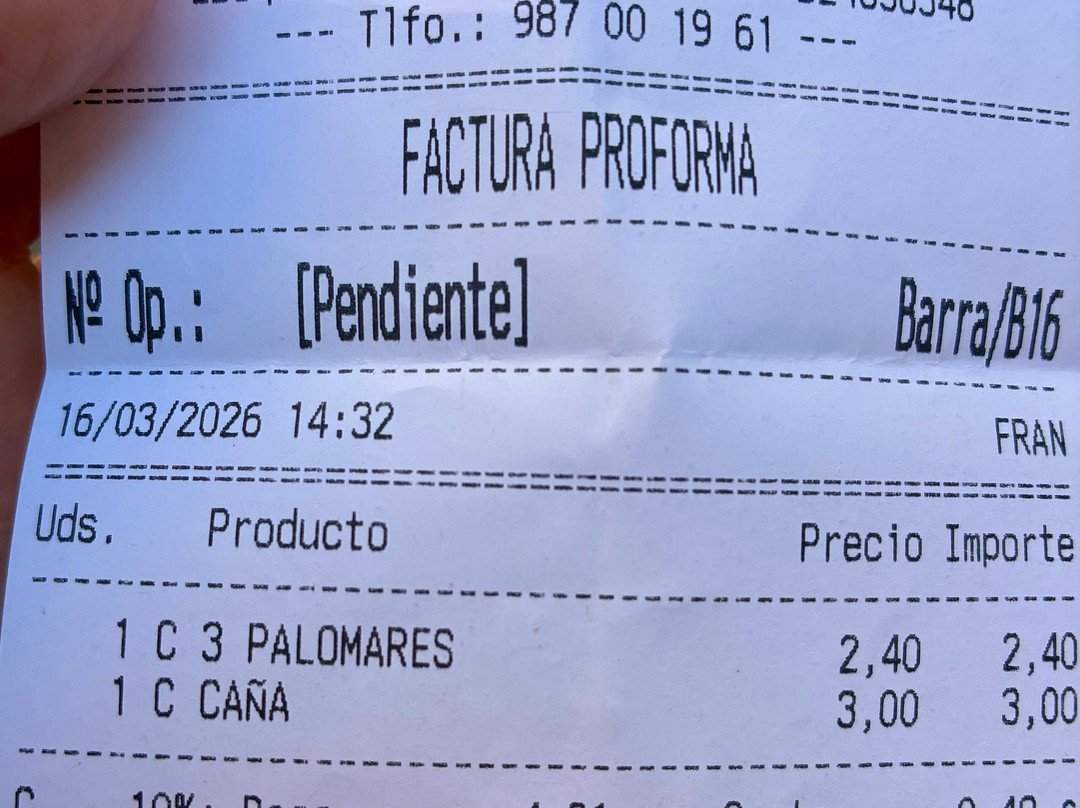 --- Tlfo.: 987 00 19 61 ---
FACTURA PROFORMA
Nº Op.: [Pendiente] Barra/B16
16/03/2026 14:32 FRAN
Uds. Producto Precio Importe
1 C 3 PALOMARES 2,40 2,40
1 C CAÑA 3,00 3,00
C 10%: